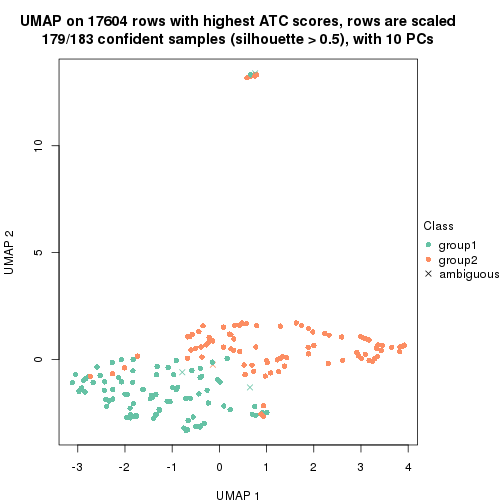 UMAP on 17604 rows with highest ATC scores, rows are scaled
179/183 confident samples (silhouette > 0.5), with 10 PCs
10
5
0
UMAP 2
-3 -2 -1 0 1 2 3 4
UMAP 1
Class
group1
group2
ambiguous